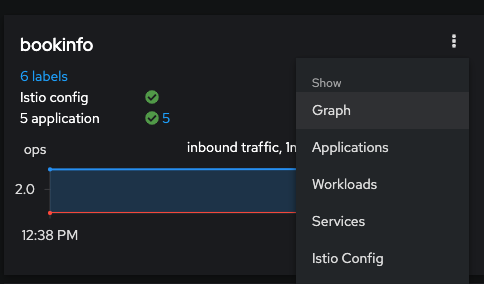 bookinfo
6 labels
Istio config
5 application 5
ops
inbound traffic, 1
2.0
12:38 PM
Show
Graph
Applications
Workloads
Services
Istio Config